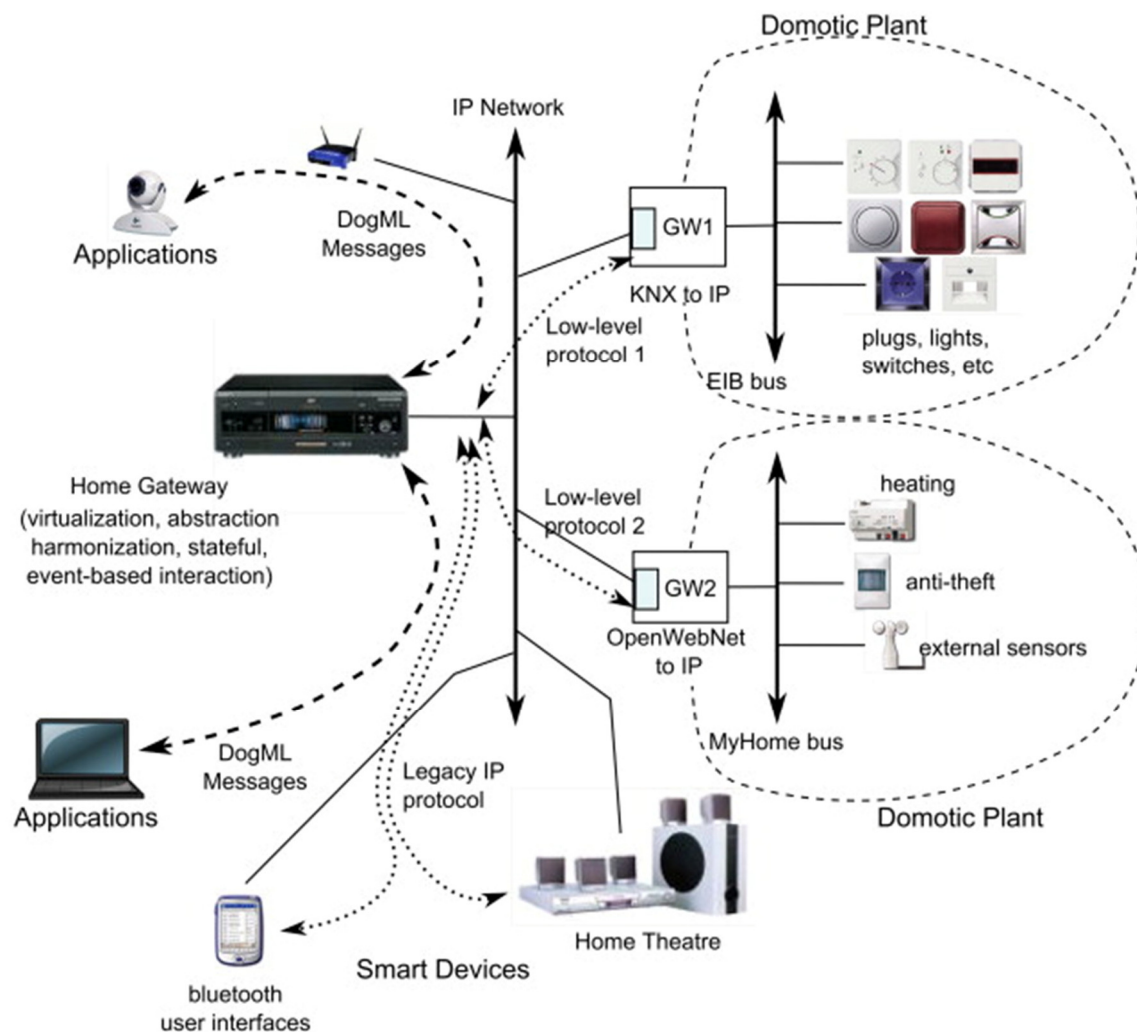 Domotic Plant
IP Network
DogML
Messages
Applications
GW1
KNX to IP
Low-level
protocol 1
plugs, lights,
switches, etc
EIB bus
Home Gateway
(virtualization, abstraction
harmonization, stateful,
event-based interaction)
Low-level
protocol 2
heating
GW2
anti-theft
OpenWebNet
to IP
external sensors
MyHome bus
DogML
Messages
Applications
Legacy IP
protocol
Domotic Plant
Home Theatre
Smart Devices
bluetooth
user interfaces